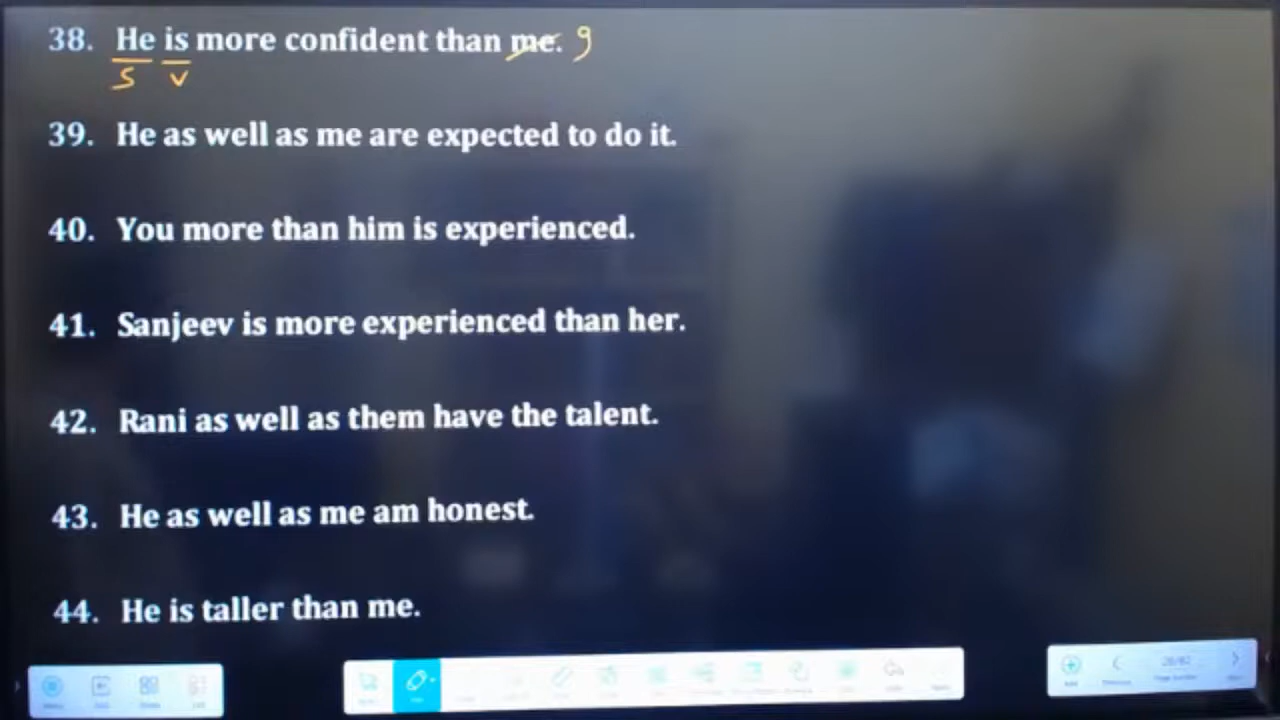 38. He is more confident than me. I
S V
39. He as well as me are expected to do it.
40. You more than him is experienced.
41. Sanjeev is more experienced than her.
42. Rani as well as them have the talent.
43. He as well as me am honest.
44. He is taller than me.